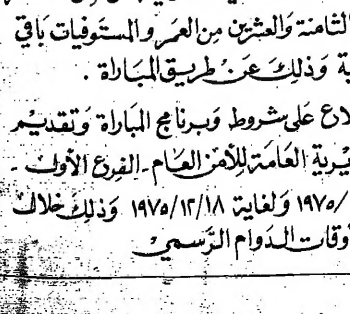 الثامنة والعشرين من العمر والمستوفيات باقي
ية وذلك عن طريق المباراة .
لاع على شروط وبرنامج المباراة وتقديم
يرية العامة للأمن العام - الفرع الأول -
/١٩٧٥ ولغاية ١٩٧٥/١٢/١٨ وذلك خلال
أوقات الدوام الرسمي